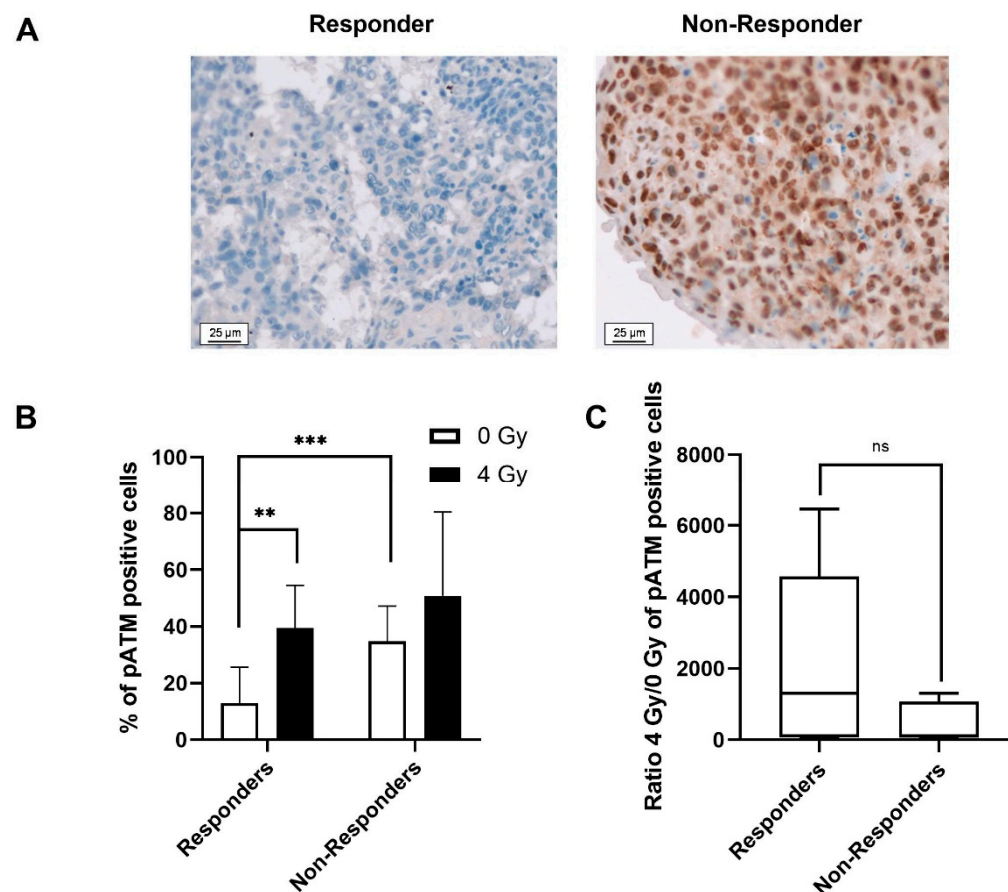 A
Responder
Non-Responder
25 µm
25 µm
B
% of pATM positive cells
100
80
60
40
20
0
***
**
0 Gy
4 Gy
Responders
Non-Responders
C
Ratio 4 Gy/0 Gy of pATM positive cells
8000
6000
4000
2000
0
ns
Responders
Non-Responders